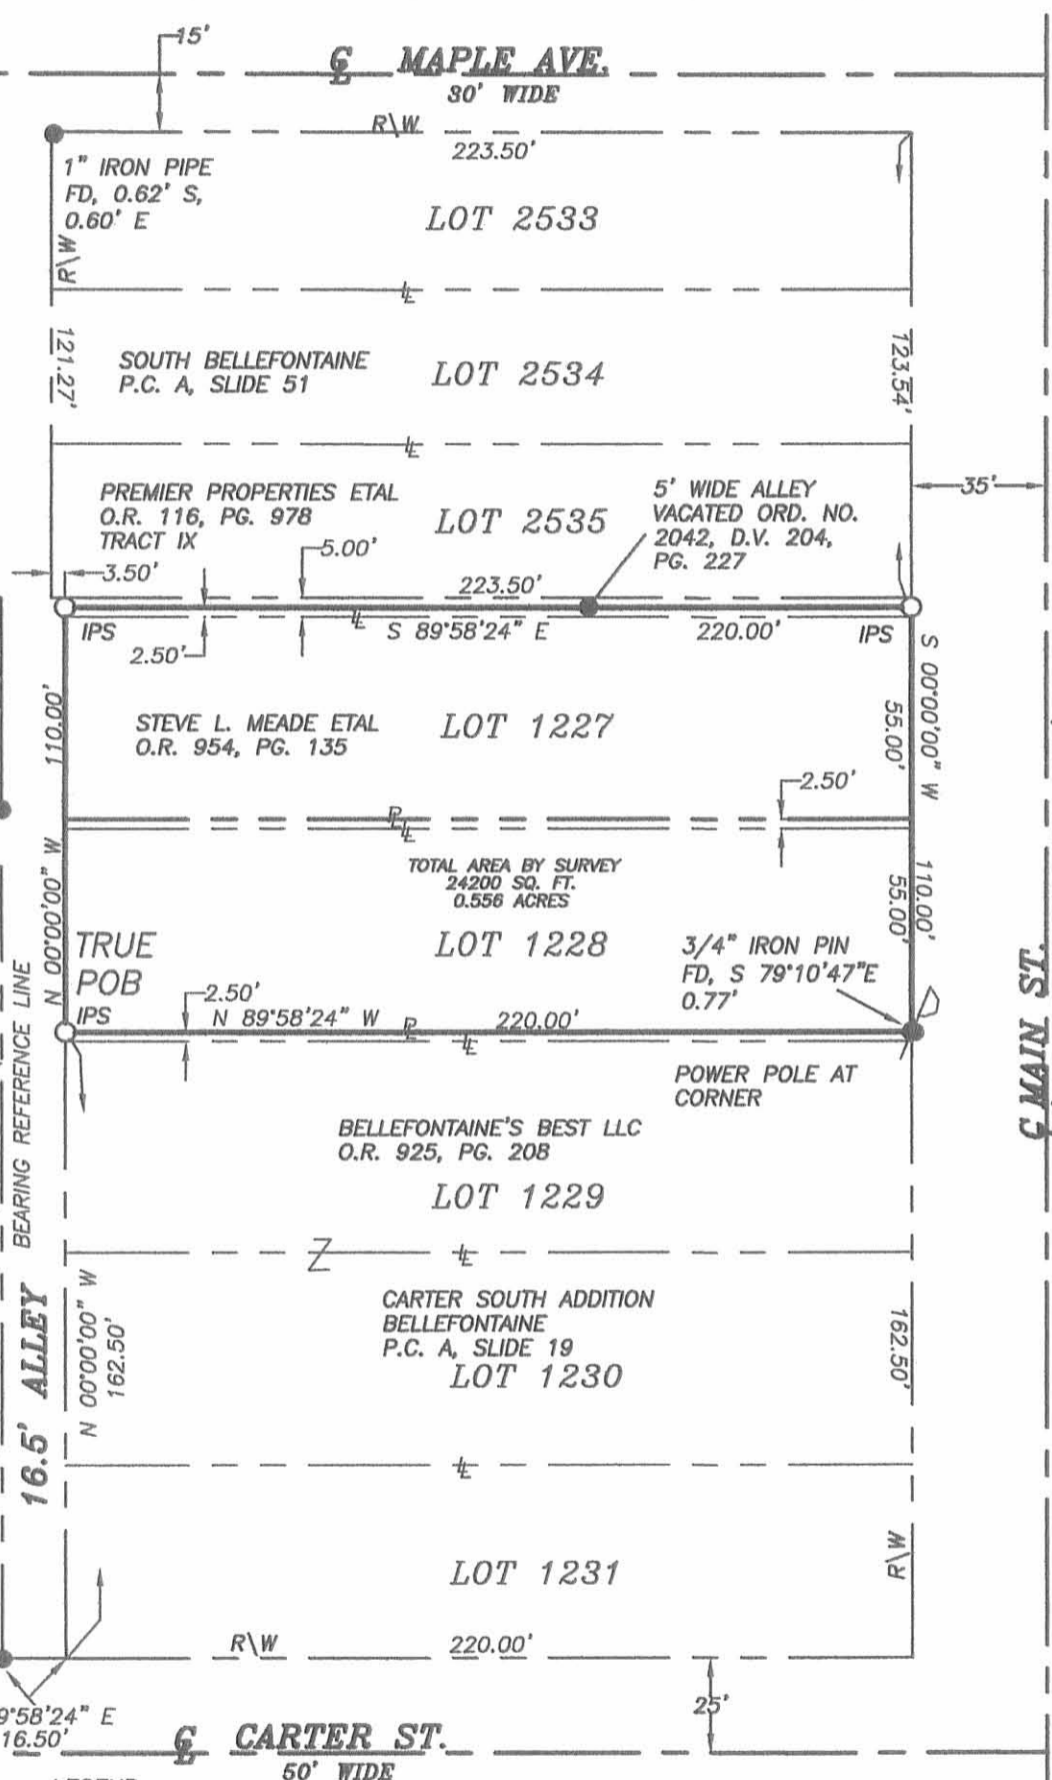 15'
℄ MAPLE AVE.
30' WIDE
R\W
223.50'
1" IRON PIPE
FD, 0.62' S,
0.60' E
LOT 2533
R\W
121.27'
SOUTH BELLEFONTAINE
P.C. A, SLIDE 51
LOT 2534
123.54'
PREMIER PROPERTIES ETAL
O.R. 116, PG. 978
TRACT IX
LOT 2535
5' WIDE ALLEY
VACATED ORD. NO.
2042, D.V. 204,
PG. 227
35'
5.00'
3.50'
223.50'
IPS
S 89°58'24" E
220.00'
IPS
2.50'
110.00'
STEVE L. MEADE ETAL
O.R. 954, PG. 135
LOT 1227
55.00'
S 00°00'00" W
2.50'
TOTAL AREA BY SURVEY
24200 SQ. FT.
0.556 ACRES
110.00'
55.00'
N 00°00'00" W
TRUE
POB
IPS
LOT 1228
3/4" IRON PIN
FD, S 79°10'47"E
0.77'
2.50'
N 89°58'24" W
220.00'
POWER POLE AT
CORNER
BEARING REFERENCE LINE
MAIN ST.
BELLEFONTAINE'S BEST LLC
O.R. 925, PG. 208
LOT 1229
Z
CARTER SOUTH ADDITION
BELLEFONTAINE
P.C. A, SLIDE 19
LOT 1230
16.5' ALLEY
N 00°00'00" W
162.50'
162.50'
LOT 1231
R\W
R\W
220.00'
9°58'24" E
16.50'
25'
℄ CARTER ST.
50' WIDE